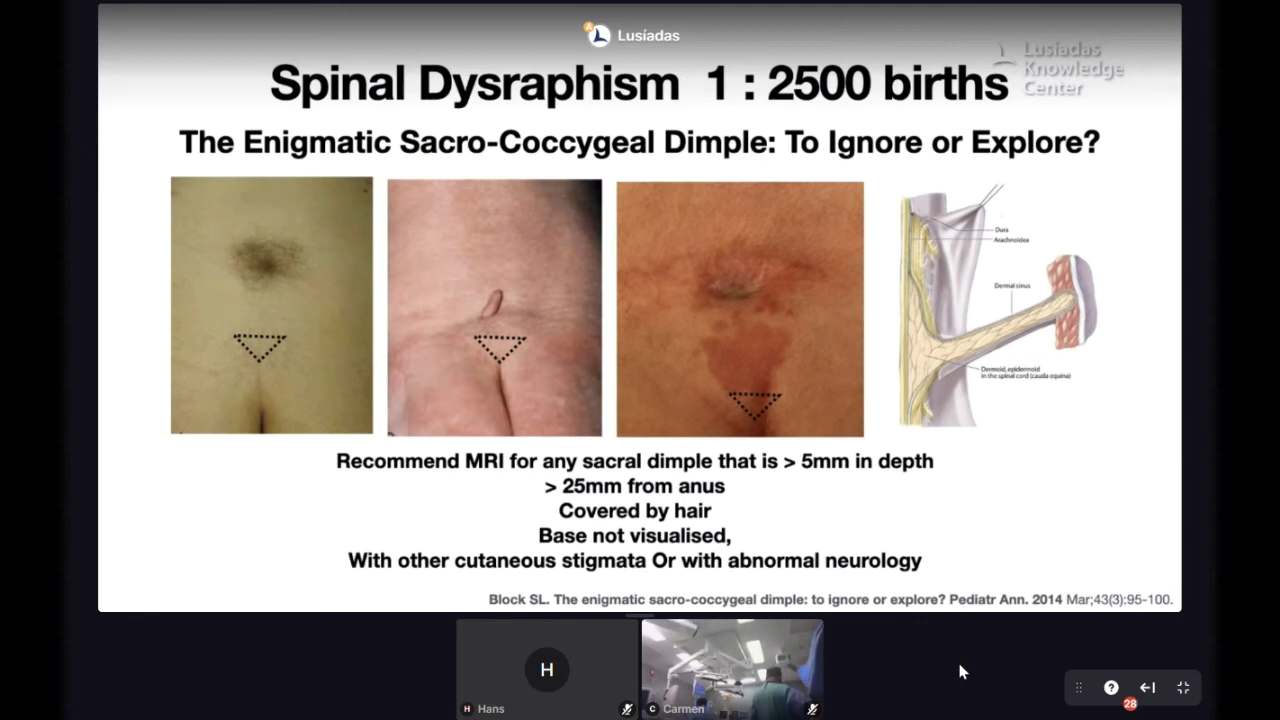 Lusíadas
Lusíadas
Knowledge
Center
Spinal Dysraphism 1 : 2500 births
The Enigmatic Sacro-Coccygeal Dimple: To Ignore or Explore?
Dura
Arachnoidea
Dermal sinus
Dermoid, epidermoid
in the spinal cord (cauda equina)
Recommend MRI for any sacral dimple that is > 5mm in depth
> 25mm from anus
Covered by hair
Base not visualised,
With other cutaneous stigmata Or with abnormal neurology
Block SL. The enigmatic sacro-coccygeal dimple: to ignore or explore? Pediatr Ann. 2014 Mar;43(3):95-100.
H
H Hans
C Carmen
?
28